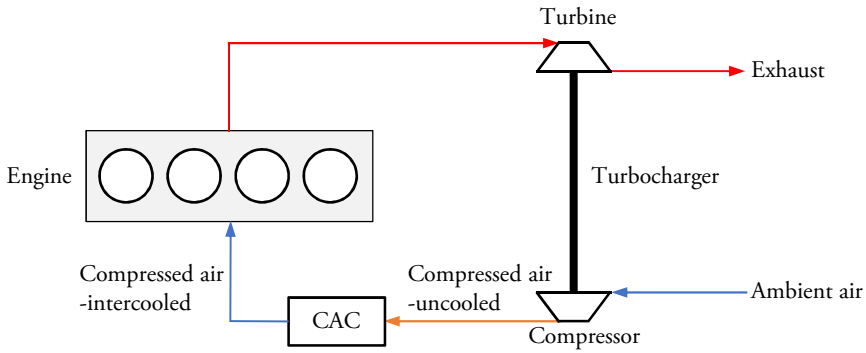 Turbine
Exhaust
Engine
Turbocharger
Compressed air
-intercooled
Compressed air
-uncooled
Ambient air
CAC
Compressor